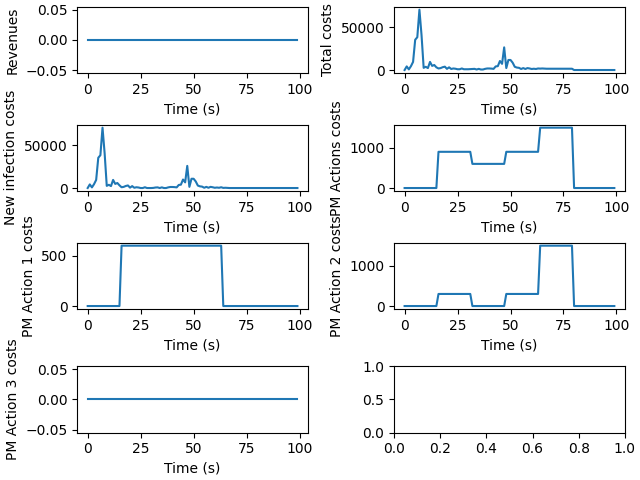 Revenues
0.05
0.00
−0.05
0 25 50 75 100
Time (s)
Total costs
50000
0
0 25 50 75 100
Time (s)
New infection costs
50000
0
0 25 50 75 100
Time (s)
PM Actions costs
1000
0
0 25 50 75 100
Time (s)
PM Action 1 costs
500
0
0 25 50 75 100
Time (s)
PM Action 2 costs
1000
0
0 25 50 75 100
Time (s)
PM Action 3 costs
0.05
0.00
−0.05
0 25 50 75 100
Time (s)
1.0
0.5
0.0
0.0 0.2 0.4 0.6 0.8 1.0